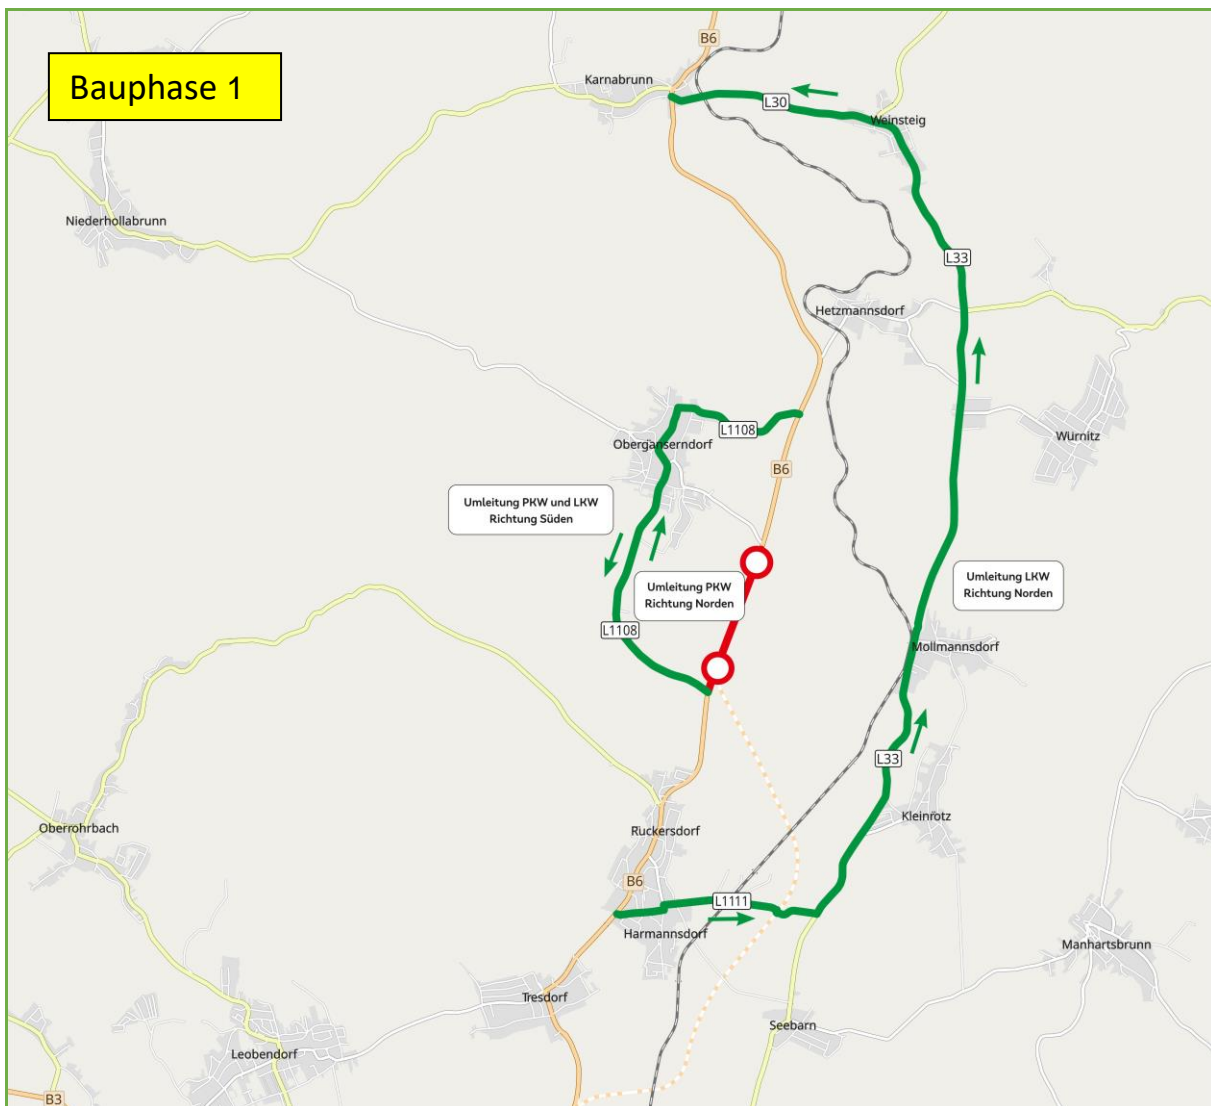 Bauphase 1
B6
Karnabrunn
L30
Weinsteig
Niederhollabrunn
L33
Hetzmannsdorf
L1108
Obergänserndorf
Würnitz
B6
Umleitung PKW und LKW
Richtung Süden
Umleitung PKW
Richtung Norden
Umleitung LKW
Richtung Norden
L1108
Mollmannsdorf
L33
Kleinrötz
Oberrohrbach
Rückersdorf
B6
L1111
Harmannsdorf
Manhartsbrunn
Tresdorf
Seebarn
Leobendorf
B3